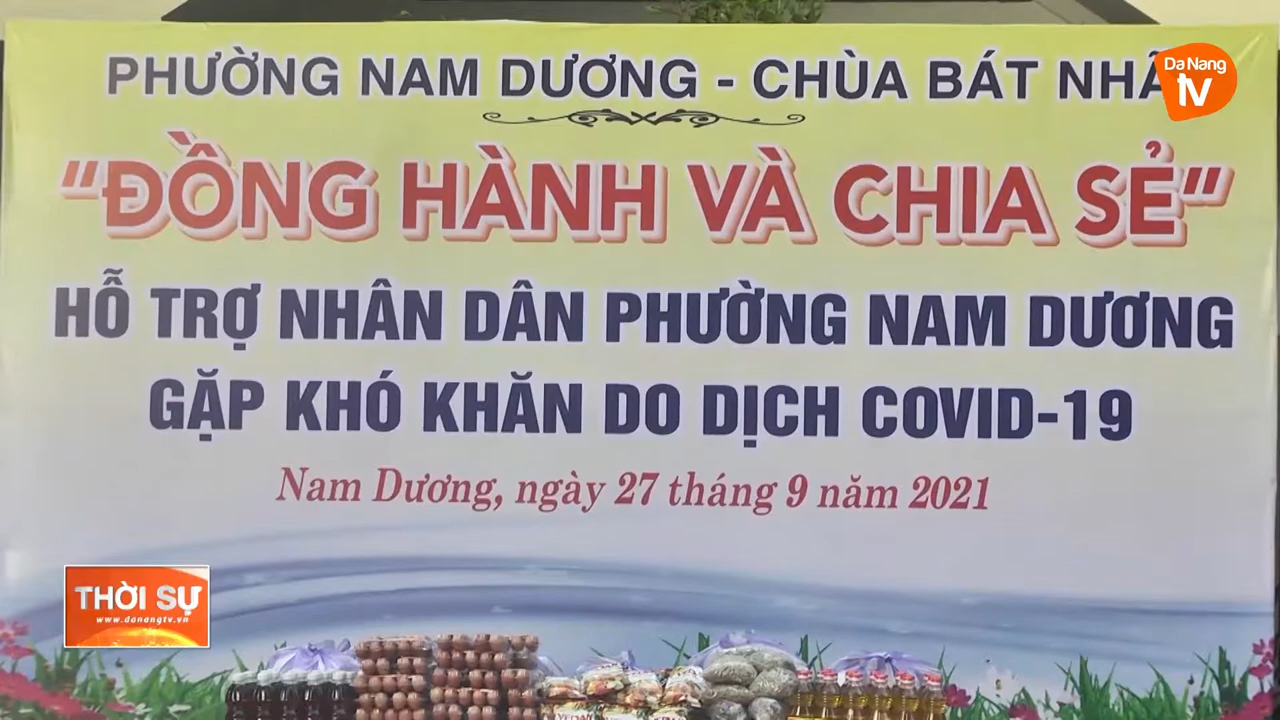 PHƯỜNG NAM DƯƠNG - CHÙA BÁT NHÃ
Da Nang
tv
“ĐỒNG HÀNH VÀ CHIA SẺ”
HỖ TRỢ NHÂN DÂN PHƯỜNG NAM DƯƠNG
GẶP KHÓ KHĂN DO DỊCH COVID-19
Nam Dương, ngày 27 tháng 9 năm 2021
THỜI SỰ
www.danangtv.vn